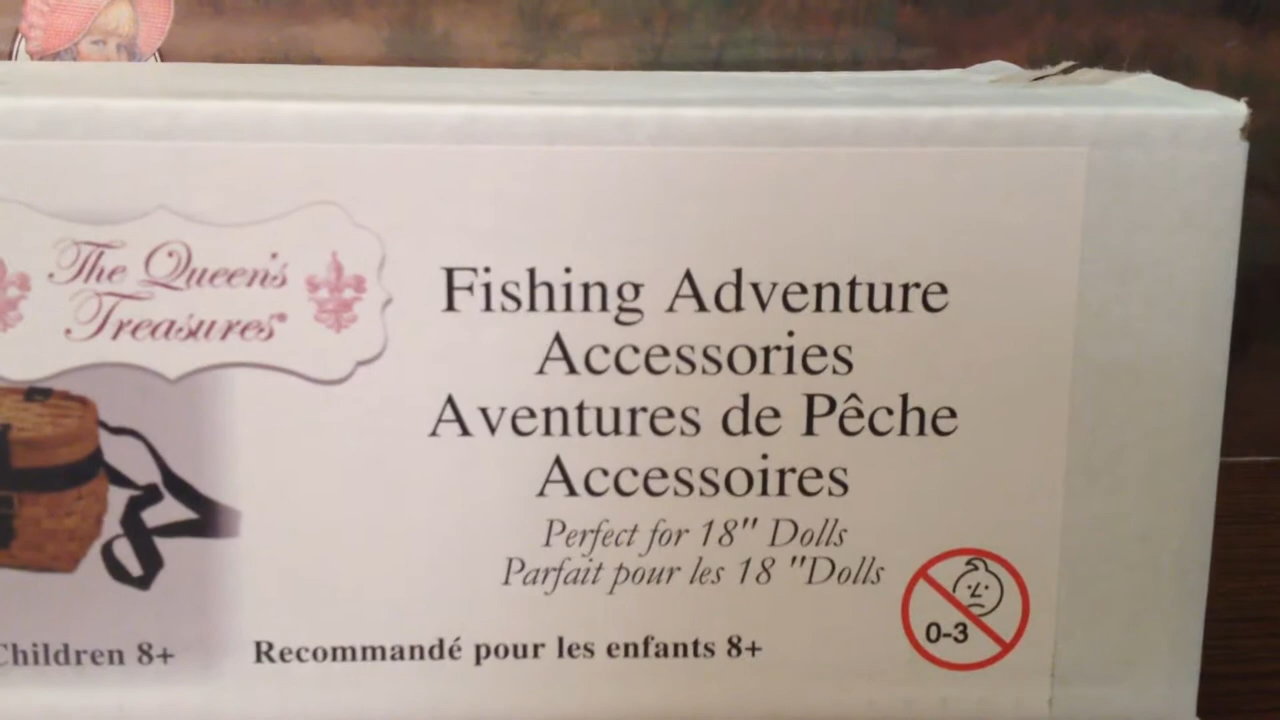 The Queen's
Treasures®
Fishing Adventure
Accessories
Aventures de Pêche
Accessoires
Perfect for 18" Dolls
Parfait pour les 18 "Dolls
0-3
Children 8+ Recommandé pour les enfants 8+